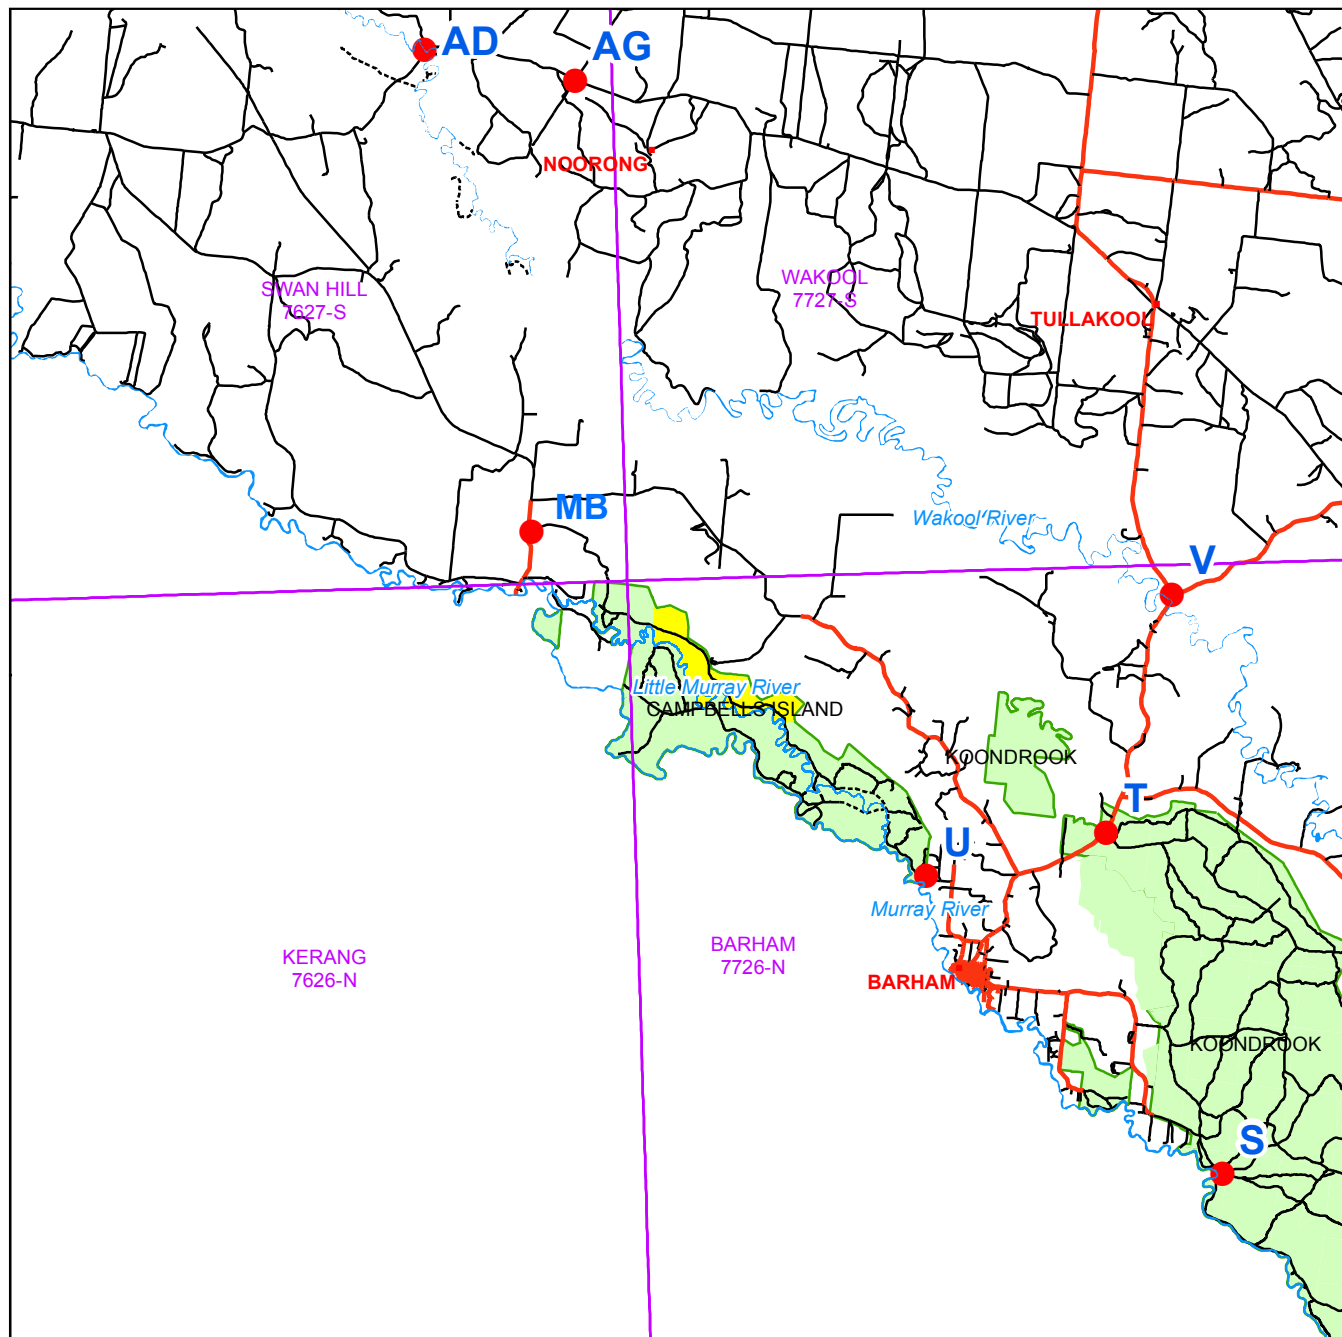 AD
AG
NOORONG
SWAN HILL
7627-S
WAKOOL
7727-S
TULLAKOOL
MB
Wakool River
V
Little Murray River
CAMPBELLS ISLAND
KOONDROOK
T
U
Murray River
KERANG
7626-N
BARHAM
7726-N
BARHAM
KOONDROOK
S